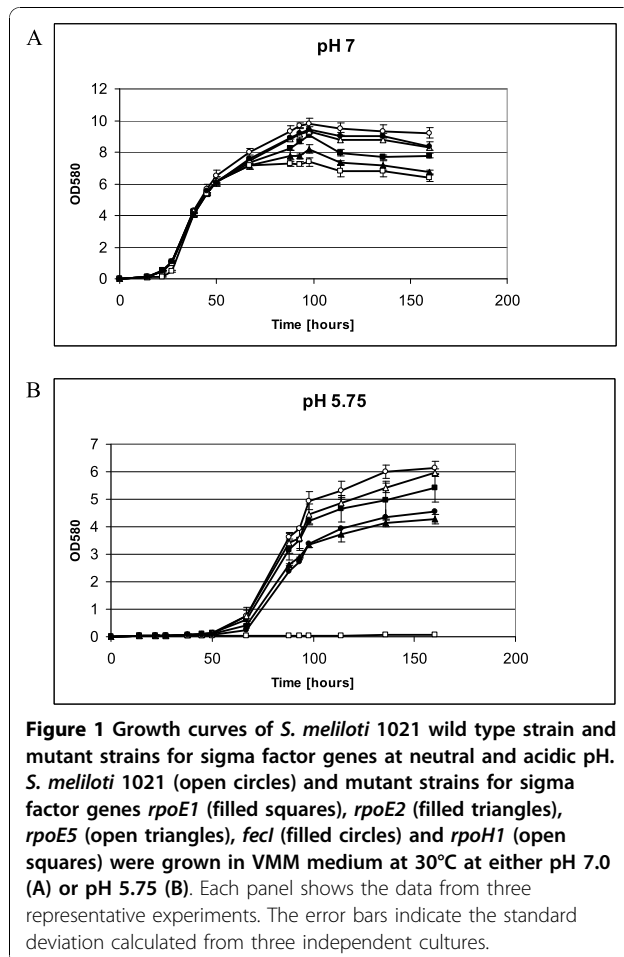 A
pH 7
12
10
8
6
4
2
0
OD580
0 50 100 150 200
Time [hours]
B
pH 5.75
7
6
5
4
3
2
1
0
OD580
0 50 100 150 200
Time [hours]
Figure 1 Growth curves of S. meliloti 1021 wild type strain and
mutant strains for sigma factor genes at neutral and acidic pH.
S. meliloti 1021 (open circles) and mutant strains for sigma
factor genes rpoE1 (filled squares), rpoE2 (filled triangles),
rpoE5 (open triangles), fecI (filled circles) and rpoH1 (open
squares) were grown in VMM medium at 30°C at either pH 7.0
(A) or pH 5.75 (B). Each panel shows the data from three
representative experiments. The error bars indicate the standard
deviation calculated from three independent cultures.